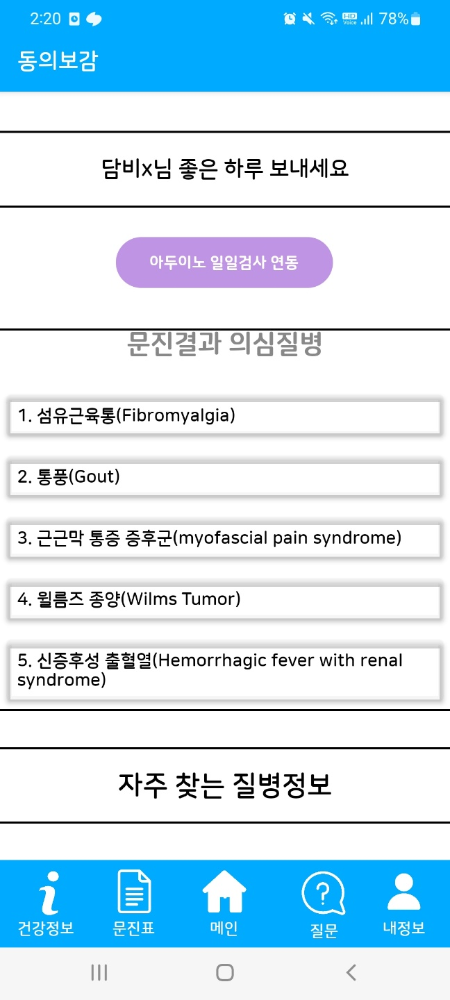 2:20
HD Voice 78%
동의보감
담비x님 좋은 하루 보내세요
아두이노 일일검사 연동
문진결과 의심질병
1. 섬유근육통(Fibromyalgia)
2. 통풍(Gout)
3. 근근막 통증 증후군(myofascial pain syndrome)
4. 윌름즈 종양(Wilms Tumor)
5. 신증후성 출혈열(Hemorrhagic fever with renal
syndrome)
자주 찾는 질병정보
건강정보 문진표 메인 질문 내정보